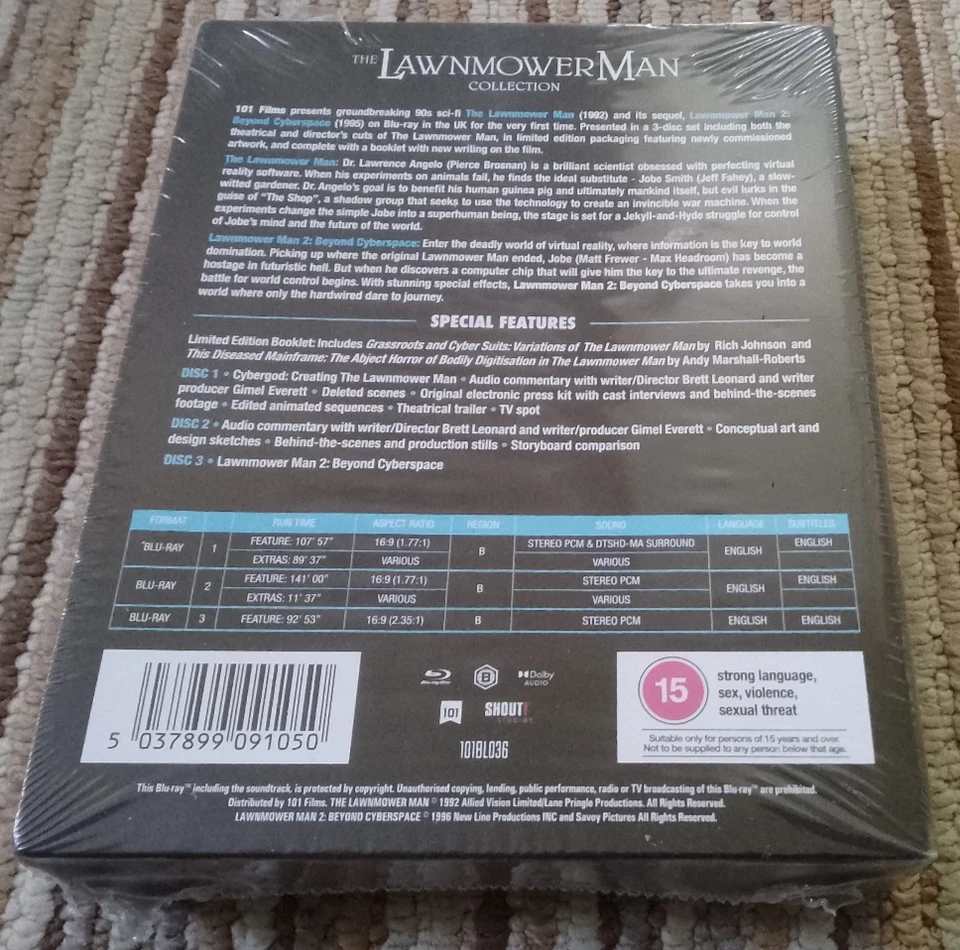 THE LAWNMOWER MAN
COLLECTION
101 Films presents groundbreaking 90s sci-fi The Lawnmower Man (1992) and its sequel, Lawnmower Man 2:
Beyond Cyberspace (1995) on Blu-ray in the UK for the very first time. Presented in a 3-disc set including both the
theatrical and director's cuts of The Lawnmower Man, in limited edition packaging featuring newly commissioned
artwork, and complete with a booklet with new writing on the film.
The Lawnmower Man: Dr. Lawrence Angelo (Pierce Brosnan) is a brilliant scientist obsessed with perfecting virtual
reality software. When his experiments on animals fail, he finds the ideal substitute - Jobe Smith (Jeff Fahey), a slow-
witted gardener. Dr. Angelo's goal is to benefit his human guinea pig and ultimately mankind itself, but evil lurks in the
guise of "The Shop", a shadow group that seeks to use the technology to create an invincible war machine. When the
experiments change the simple Jobe into a superhuman being, the stage is set for a Jekyll-and-Hyde struggle for control
of Jobe's mind and the future of the world.
Lawnmower Man 2: Beyond Cyberspace: Enter the deadly world of virtual reality, where information is the key to world
domination. Picking up where the original Lawnmower Man ended, Jobe (Matt Frewer - Max Headroom) has become a
hostage in futuristic hell. But when he discovers a computer chip that will give him the key to the ultimate revenge, the
battle for world control begins. With stunning special effects, Lawnmower Man 2: Beyond Cyberspace takes you into a
world where only the hardwired dare to journey.
SPECIAL FEATURES
Limited Edition Booklet: Includes Grassroots and Cyber Suits: Variations of The Lawnmower Man by Rich Johnson and
This Diseased Mainframe; The Abject Horror of Bodily Digitisation in The Lawnmower Man by Andy Marshall-Roberts
DISC 1 • Cybergod: Creating The Lawnmower Man • Audio commentary with writer/Director Brett Leonard and writer
producer Gimel Everett • Deleted scenes • Original electronic press kit with cast interviews and behind-the-scenes
footage • Edited animated sequences • Theatrical trailer • TV spot
DISC 2 • Audio commentary with writer/Director Brett Leonard and writer/producer Gimel Everett • Conceptual art and
design sketches • Behind-the-scenes and production stills • Storyboard comparison
DISC 3 • Lawnmower Man 2: Beyond Cyberspace
FORMAT RUN TIME ASPECT RATIO REGION SOUND LANGUAGE SUBTITLES
BLU-RAY 1 FEATURE: 107' 57" 16:9 (1.77:1) B STEREO PCM & DTSHD-MA SURROUND ENGLISH ENGLISH
EXTRAS: 89' 37" VARIOUS VARIOUS
BLU-RAY 2 FEATURE: 141' 00" 16:9 (1.77:1) B STEREO PCM ENGLISH ENGLISH
EXTRAS: 11' 37" VARIOUS VARIOUS
BLU-RAY 3 FEATURE: 92' 53" 16:9 (2.35:1) B STEREO PCM ENGLISH ENGLISH
5 037899 091050
Blu-ray Disc B Dolby
AUDIO
101 SHOUT!
STUDIOS
101BL036
15
strong language,
sex, violence,
sexual threat
Suitable only for persons of 15 years and over.
Not to be supplied to any person below that age.
This Blu-ray™ including the soundtrack, is protected by copyright. Unauthorised copying, lending, public performance, radio or TV broadcasting of this Blu-ray™ are prohibited.
Distributed by 101 Films. THE LAWNMOWER MAN © 1992 Allied Vision Limited/Lane Pringle Productions. All Rights Reserved.
LAWNMOWER MAN 2: BEYOND CYBERSPACE © 1996 New Line Productions INC and Savoy Pictures All Rights Reserved.